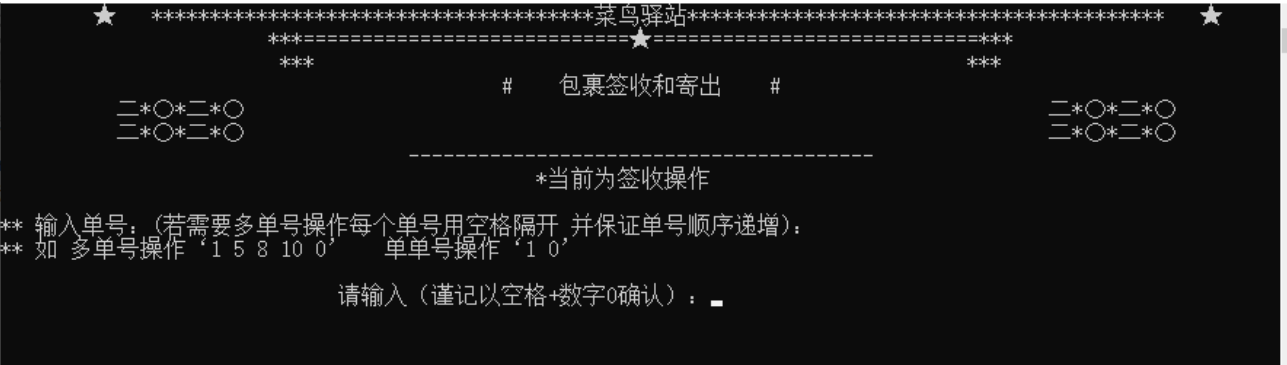 ★ **************************************菜鸟驿站***************************************** ★
***============================★============================***
*** ***
# 包裹签收和寄出 #
二*〇*二*〇 二*〇*二*〇
二*〇*二*〇 二*〇*二*〇
----------------------------------------
*当前为签收操作
** 输入单号：(若需要多单号操作每个单号用空格隔开 并保证单号顺序递增)：
** 如 多单号操作‘1 5 8 10 0’ 单单号操作‘1 0’
请输入（谨记以空格+数字0确认）：